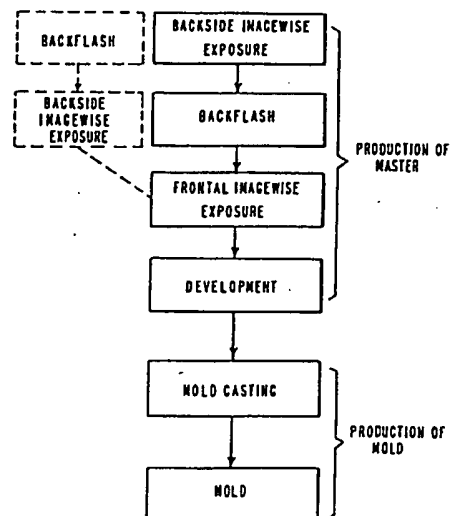 BACKFLASH
BACKSIDE IMAGEWISE
EXPOSURE
BACKSIDE
IMAGEWISE
EXPOSURE
BACKFLASH
FRONTAL IMAGEWISE
EXPOSURE
PRODUCTION OF
MASTER
DEVELOPMENT
MOLD CASTING
PRODUCTION OF
MOLD
MOLD